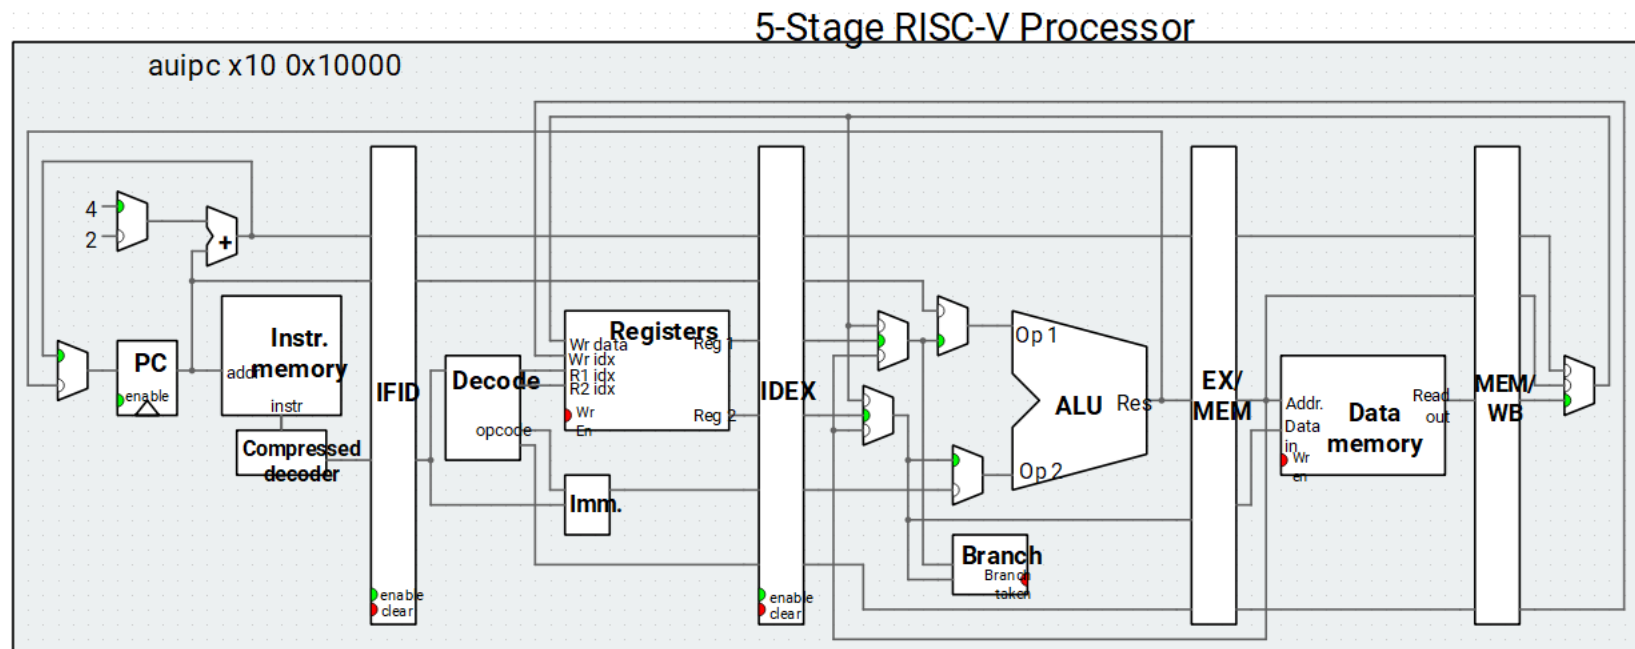 5-Stage RISC-V Processor
auipc x10 0x10000
4
2
+
PC
enable
Instr.
memory
addr
instr
Compressed
decoder
IFID
enable
clear
Decode
opcode
Registers
Wr data
Wr idx
R1 idx
R2 idx
Wr
En
Reg 1
Reg 2
Imm.
IDEX
enable
clear
Op 1
Op 2
ALU
Res
Branch
Branch
taken
EX/
MEM
Addr.
Data
in
Wr
en
Data
memory
Read
out
MEM/
WB